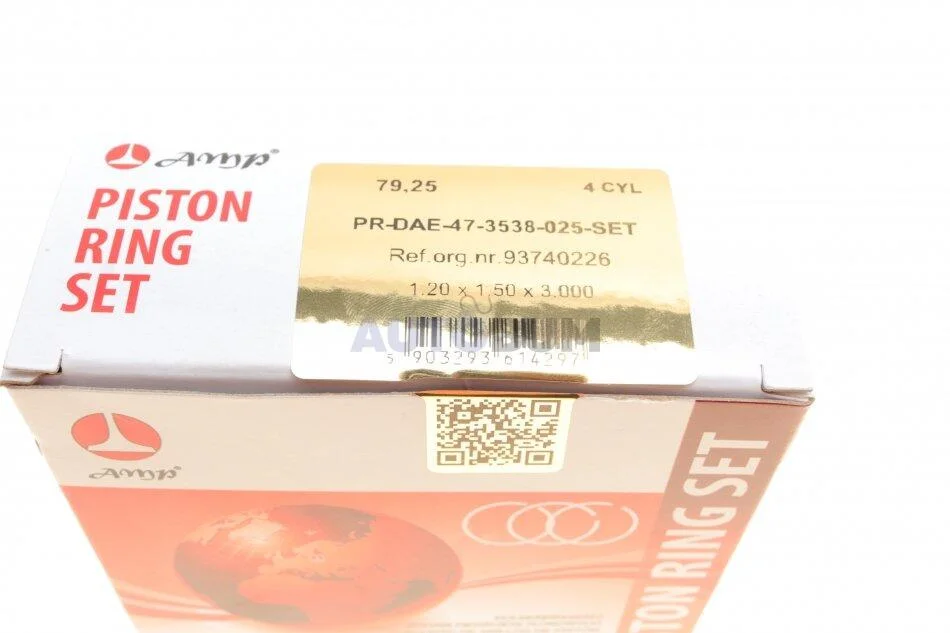 AMP®
PISTON
RING
SET
79,25 4 CYL
PR-DAE-47-3538-025-SET
Ref.org.nr.93740226
1.20 x 1.50 x 3.000
AUTODUM
5 903293 614297
AMP®
PISTON RING SET